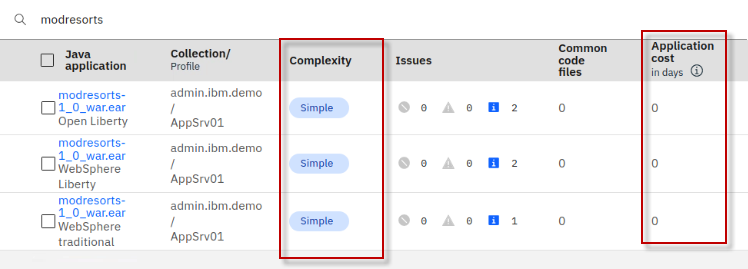 modresorts
Java application
Collection/
Profile
Complexity
Issues
Common code files
Application cost
in days
modresorts-
1_0_war.ear
Open Liberty
admin.ibm.demo
/
AppSrv01
Simple
0 0 2
0
0
modresorts-
1_0_war.ear
WebSphere
Liberty
admin.ibm.demo
/
AppSrv01
Simple
0 0 2
0
0
modresorts-
1_0_war.ear
WebSphere
traditional
admin.ibm.demo
/
AppSrv01
Simple
0 0 1
0
0